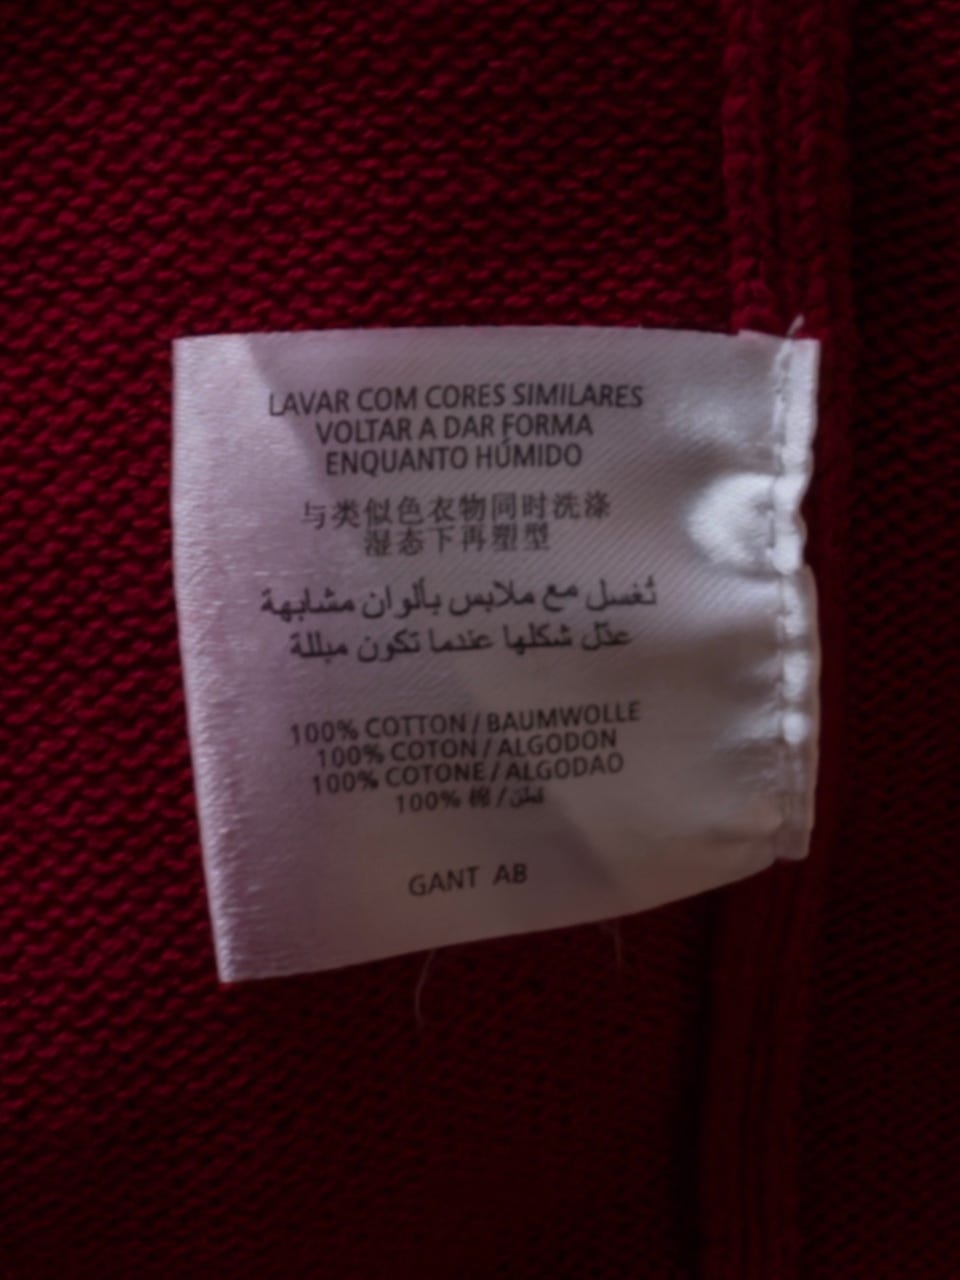 LAVAR COM CORES SIMILARES
VOLTAR A DAR FORMA
ENQUANTO HÚMIDO
与类似色衣物同时洗涤
湿态下再塑型
تُغسل مع ملابس بألوان مشابهة
عدّل شكلها عندما تكون مبللة
100% COTTON / BAUMWOLLE
100% COTON / ALGODON
100% COTONE / ALGODAO
100% 棉 / قطن
GANT AB